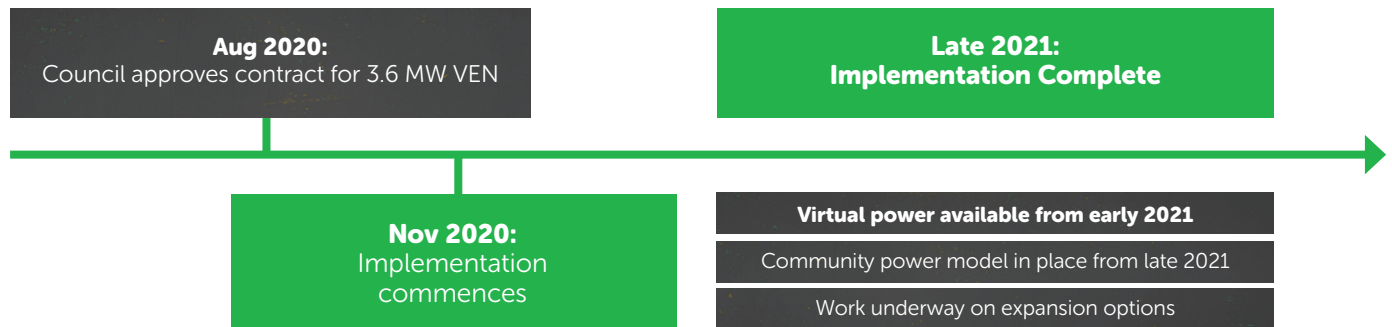 Aug 2020:
Council approves contract for 3.6 MW VEN
Late 2021:
Implementation Complete
Nov 2020:
Implementation
commences
Virtual power available from early 2021
Community power model in place from late 2021
Work underway on expansion options